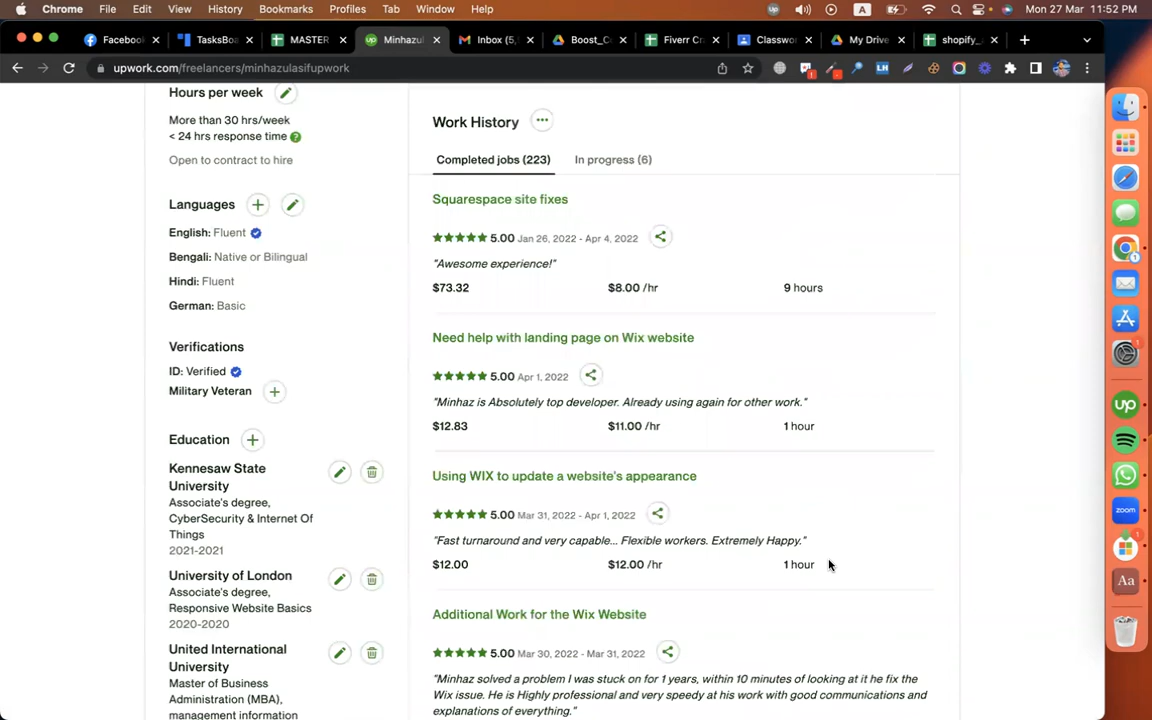 Chrome File Edit View History Bookmarks Profiles Tab Window Help
A
Mon 27 Mar 11:52 PM
Facebook TasksBoa MASTER Minhazul Inbox (5, Boost_C Fiverr Cr Classwor My Drive shopify_
upwork.com/freelancers/minhazulasifupwork
LH
Hours per week
More than 30 hrs/week
< 24 hrs response time
Open to contract to hire
Languages
English: Fluent
Bengali: Native or Bilingual
Hindi: Fluent
German: Basic
Verifications
ID: Verified
Military Veteran
Education
Kennesaw State
University
Associate's degree,
CyberSecurity & Internet Of
Things
2021-2021
University of London
Associate's degree,
Responsive Website Basics
2020-2020
United International
University
Master of Business
Administration (MBA),
management information
Work History
Completed jobs (223) In progress (6)
Squarespace site fixes
5.00 Jan 26, 2022 - Apr 4, 2022
"Awesome experience!"
$73.32 $8.00 /hr 9 hours
Need help with landing page on Wix website
5.00 Apr 1, 2022
"Minhaz is Absolutely top developer. Already using again for other work."
$12.83 $11.00 /hr 1 hour
Using WIX to update a website's appearance
5.00 Mar 31, 2022 - Apr 1, 2022
"Fast turnaround and very capable... Flexible workers. Extremely Happy."
$12.00 $12.00 /hr 1 hour
Additional Work for the Wix Website
5.00 Mar 30, 2022 - Mar 31, 2022
"Minhaz solved a problem I was stuck on for 1 years, within 10 minutes of looking at it he fix the
Wix issue. He is Highly professional and very speedy at his work with good communications and
explanations of everything."
up
zoom
Aa